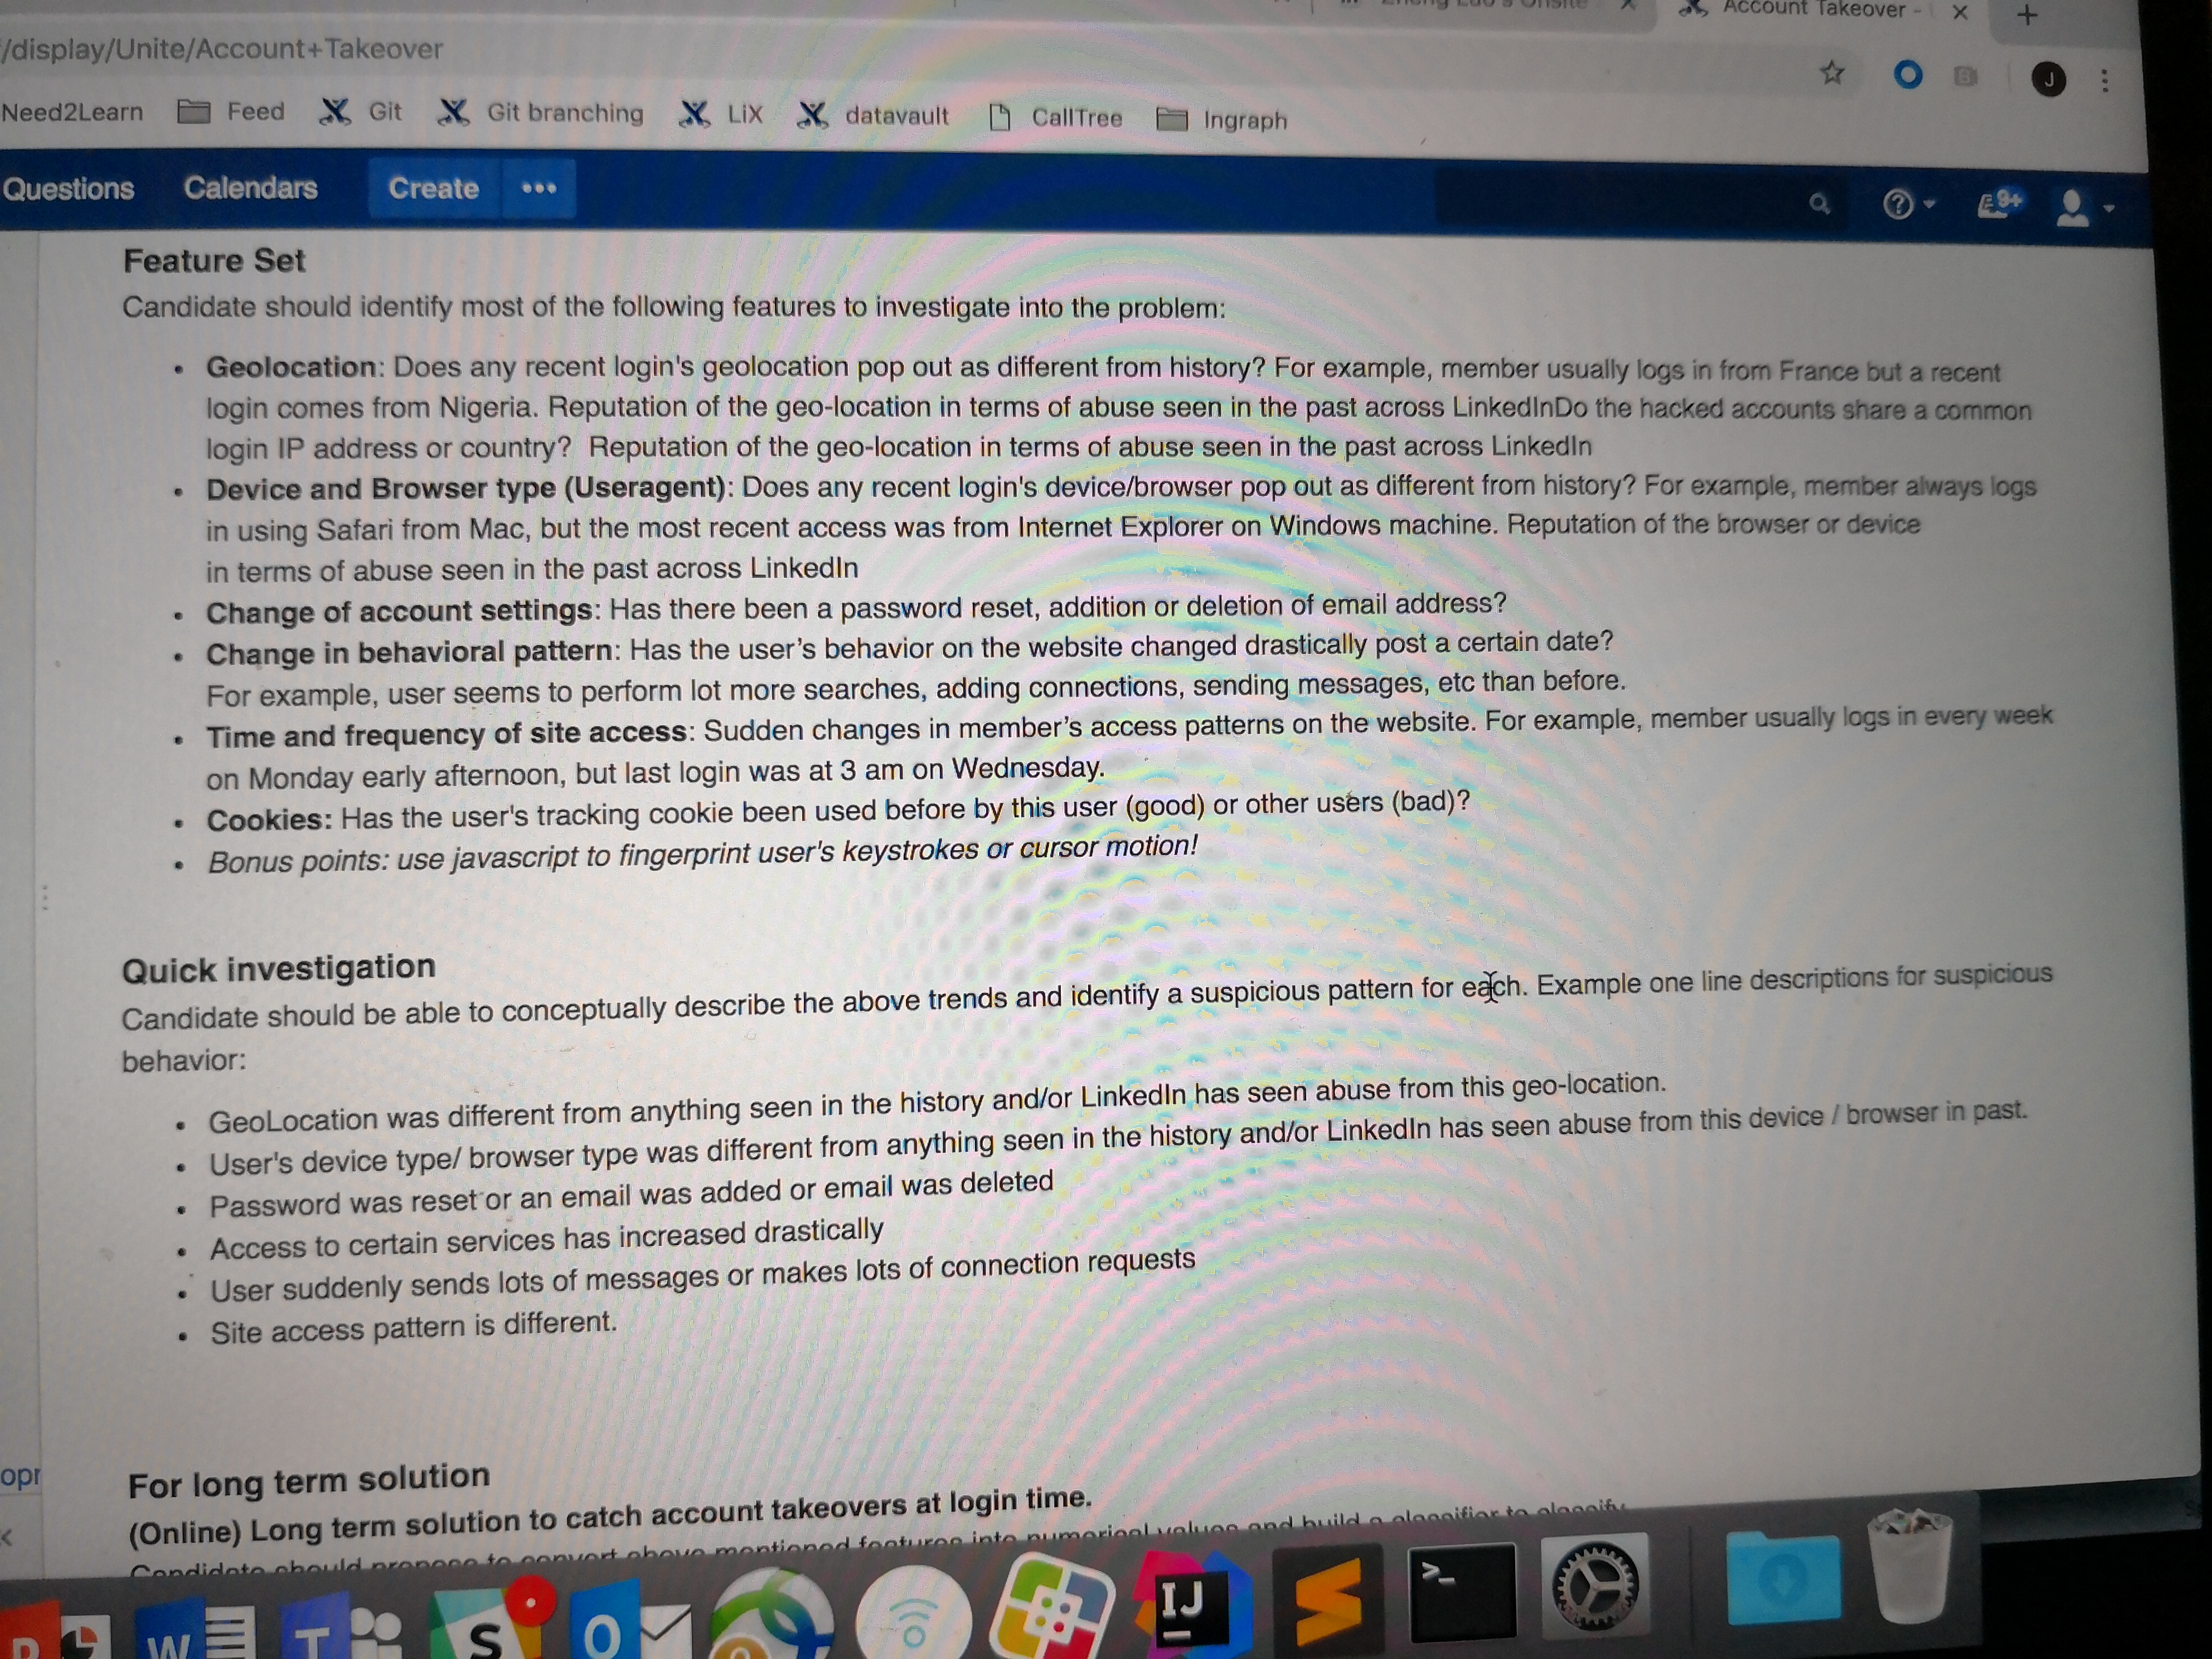 Account Takeover -
/display/Unite/Account+Takeover
J
Need2Learn Feed Git Git branching LiX datavault CallTree Ingraph
Questions Calendars Create ••• 9+
Feature Set
Candidate should identify most of the following features to investigate into the problem:
• Geolocation: Does any recent login's geolocation pop out as different from history? For example, member usually logs in from France but a recent
login comes from Nigeria. Reputation of the geo-location in terms of abuse seen in the past across LinkedInDo the hacked accounts share a common
login IP address or country? Reputation of the geo-location in terms of abuse seen in the past across LinkedIn
• Device and Browser type (Useragent): Does any recent login's device/browser pop out as different from history? For example, member always logs
in using Safari from Mac, but the most recent access was from Internet Explorer on Windows machine. Reputation of the browser or device
in terms of abuse seen in the past across LinkedIn
• Change of account settings: Has there been a password reset, addition or deletion of email address?
• Change in behavioral pattern: Has the user's behavior on the website changed drastically post a certain date?
For example, user seems to perform lot more searches, adding connections, sending messages, etc than before.
• Time and frequency of site access: Sudden changes in member's access patterns on the website. For example, member usually logs in every week
on Monday early afternoon, but last login was at 3 am on Wednesday.
• Cookies: Has the user's tracking cookie been used before by this user (good) or other users (bad)?
• Bonus points: use javascript to fingerprint user's keystrokes or cursor motion!
Quick investigation
Candidate should be able to conceptually describe the above trends and identify a suspicious pattern for each. Example one line descriptions for suspicious
behavior:
• GeoLocation was different from anything seen in the history and/or LinkedIn has seen abuse from this geo-location.
• User's device type/ browser type was different from anything seen in the history and/or LinkedIn has seen abuse from this device / browser in past.
• Password was reset or an email was added or email was deleted
• Access to certain services has increased drastically
• User suddenly sends lots of messages or makes lots of connection requests
• Site access pattern is different.
opr
For long term solution
(Online) Long term solution to catch account takeovers at login time.
Candidate should propose to convert above mentioned features into numerical values and build a classifier to classify
W T S O IJ >_